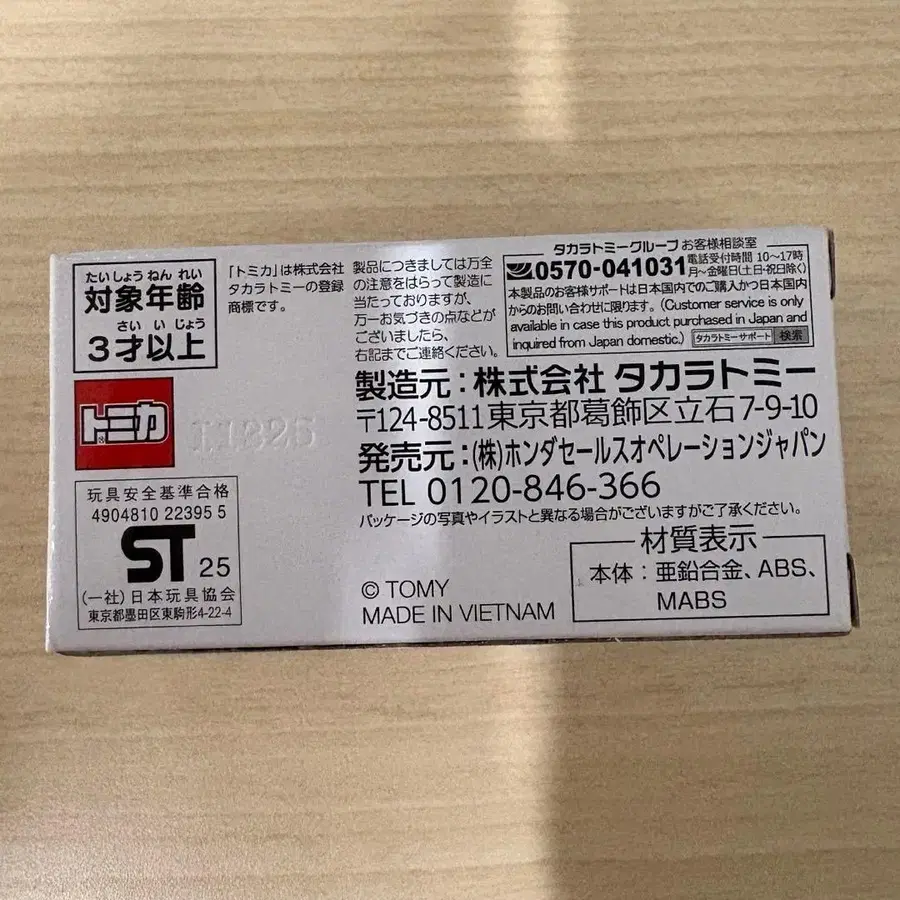 たいしょうねんれい
対象年齢
さいいじょう
3才以上
「トミカ」は株式会社
タカラトミーの登録
商標です。
製品につきましては万全
の注意をはらって製造に
当たっておりますが、
万一お気づきの点などが
ございましたら、
右記までご連絡ください。
タカラトミーグループお客様相談室
0570-041031
電話受付時間 10〜17時
月〜金曜日(土・日・祝日除く)
本製品のお客様サポートは日本国内でのご購入かつ日本国内
からのお問い合わせに限ります。(Customer service is only
available in case this product purchased in Japan and
inquired from Japan domestic.)
タカラトミーサポート 検索
製造元:株式会社 タカラトミー
〒124-8511 東京都葛飾区立石7-9-10
発売元:(株)ホンダセールスオペレーションジャパン
TEL 0120-846-366
パッケージの写真やイラストと異なる場合がございますがご了承ください。
トミカ®
玩具安全基準合格
4904810 22395 5
ST 25
(一社)日本玩具協会
東京都墨田区東駒形4-22-4
© TOMY
MADE IN VIETNAM
材質表示
本体:亜鉛合金、ABS、
MABS